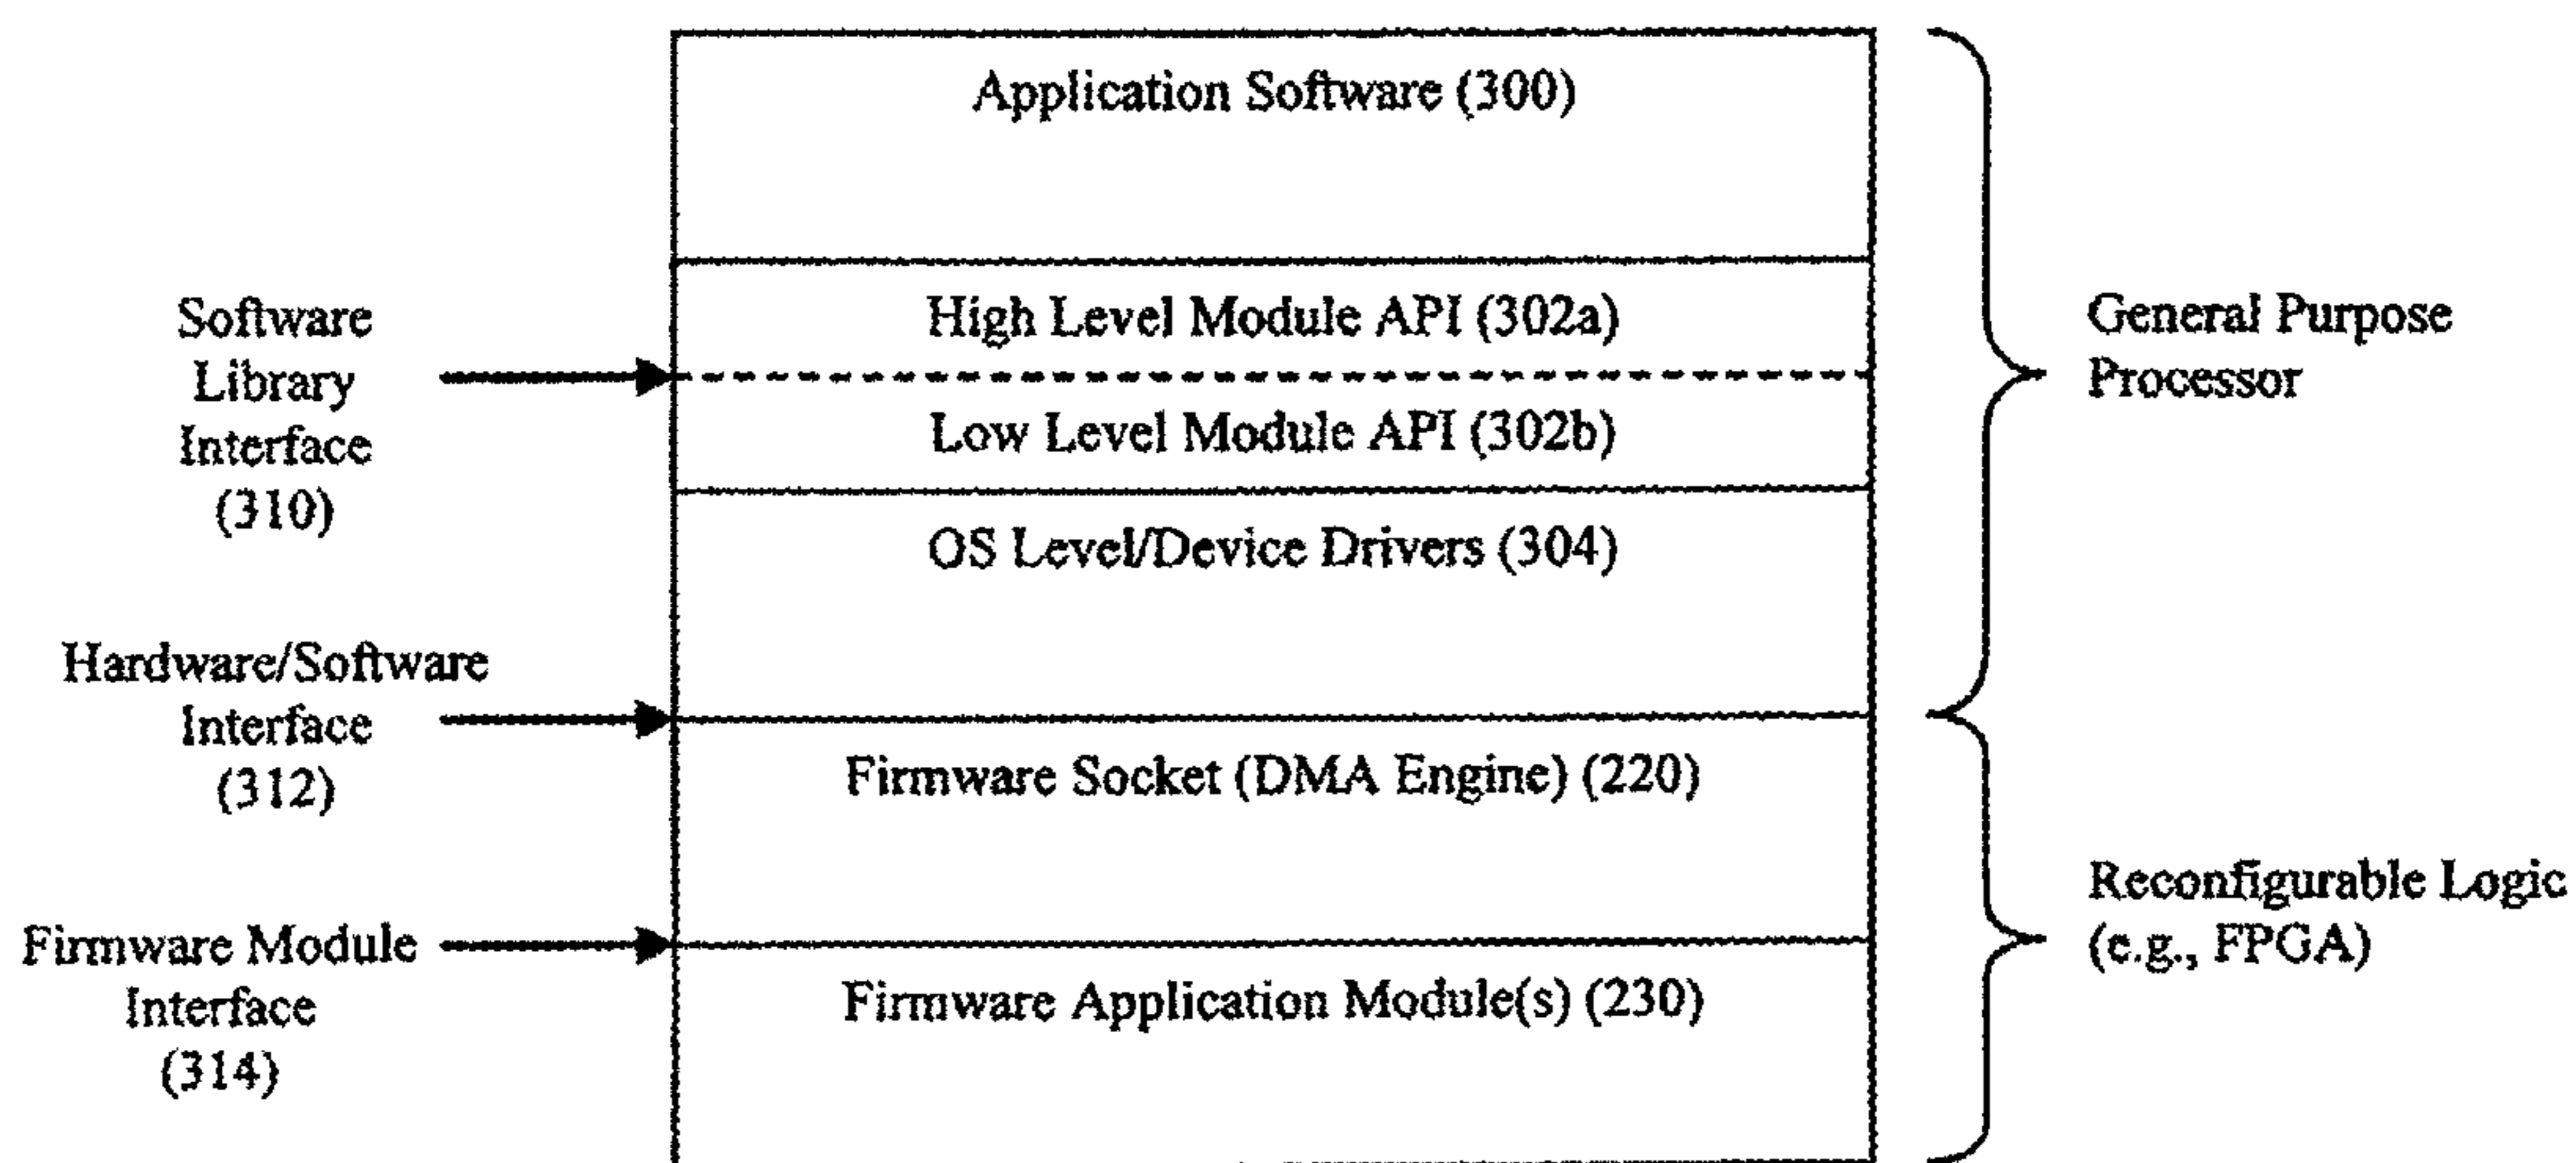 Application Software (300)
Software
Library
Interface
(310)
High Level Module API (302a)
Low Level Module API (302b)
General Purpose
Processor
OS Level/Device Drivers (304)
Hardware/Software
Interface
(312)
Firmware Socket (DMA Engine) (220)
Reconfigurable Logic
(e.g., FPGA)
Firmware Module
Interface
(314)
Firmware Application Module(s) (230)